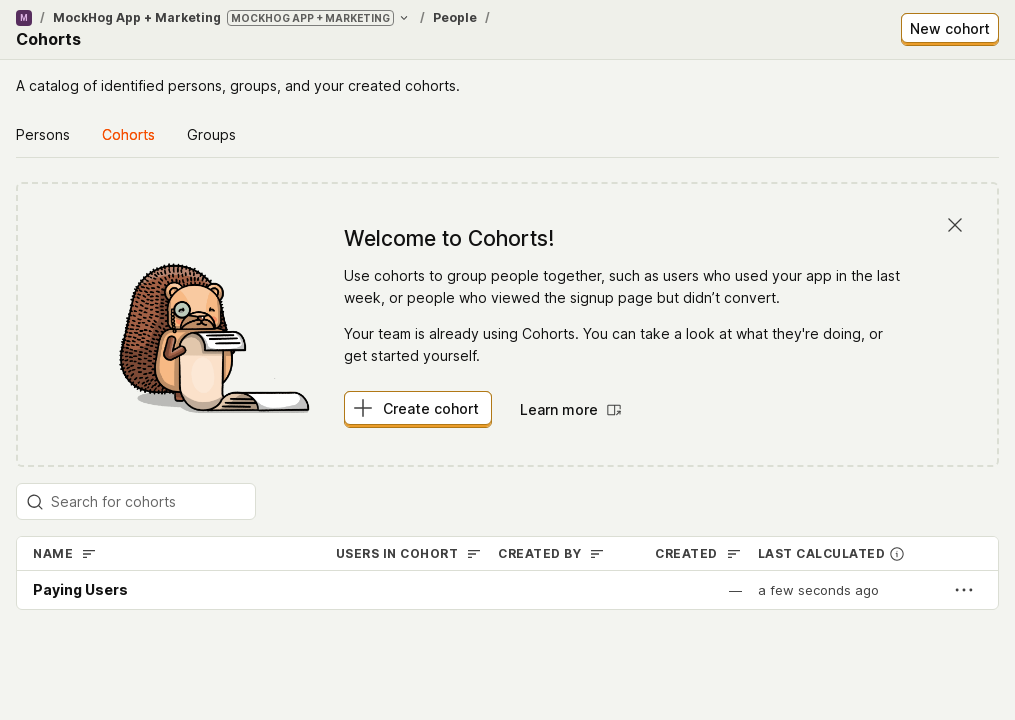 M / MockHog App + Marketing MOCKHOG APP + MARKETING / People /
Cohorts
New cohort
A catalog of identified persons, groups, and your created cohorts.
Persons Cohorts Groups
Welcome to Cohorts!
Use cohorts to group people together, such as users who used your app in the last
week, or people who viewed the signup page but didn’t convert.
Your team is already using Cohorts. You can take a look at what they're doing, or
get started yourself.
Create cohort Learn more
Search for cohorts
NAME USERS IN COHORT CREATED BY CREATED LAST CALCULATED
Paying Users — a few seconds ago